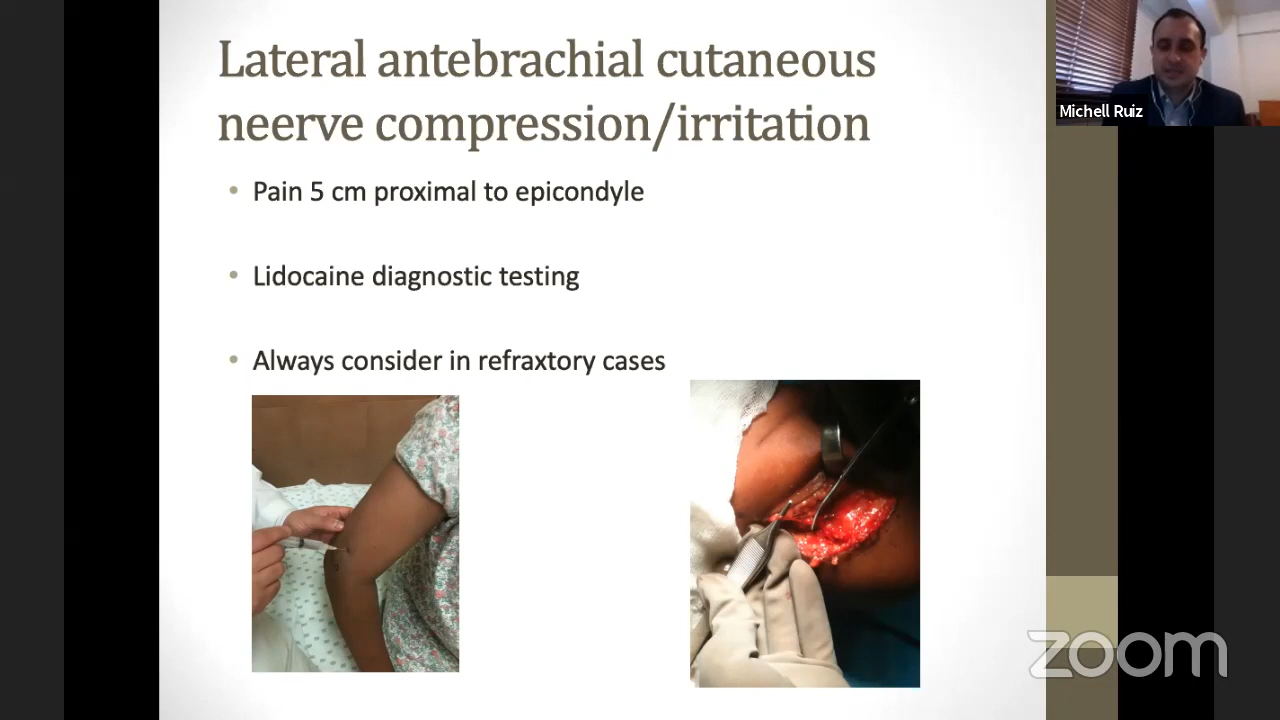 Lateral antebrachial cutaneous
neerve compression/irritation
• Pain 5 cm proximal to epicondyle
• Lidocaine diagnostic testing
• Always consider in refraxtory cases
Michell Ruiz
zoom